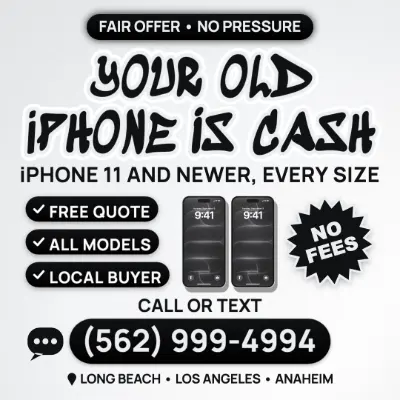 FAIR OFFER • NO PRESSURE
YOUR OLD
iPHONE iS CASH
iPHONE 11 AND NEWER, EVERY SIZE
FREE QUOTE
ALL MODELS
LOCAL BUYER
9:41
9:41
NO
FEES
CALL OR TEXT
(562) 999-4994
LONG BEACH • LOS ANGELES • ANAHEIM